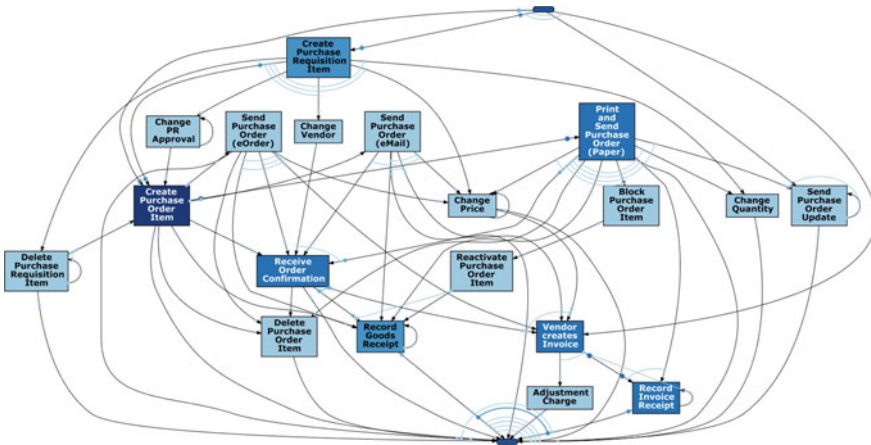 Create
Purchase
Requisition
Item
Change
PR
Approval
Send
Purchase
Order
(eOrder)
Change
Vendor
Send
Purchase
Order
(eMail)
Print
and
Send
Purchase
Order
(Paper)
Create
Purchase
Order
Item
Change
Price
Block
Purchase
Order
Item
Change
Quantity
Send
Purchase
Order
Update
Delete
Purchase
Requisition
Item
Receive
Order
Confirmation
Reactivate
Purchase
Order
Item
Delete
Purchase
Order
Item
Record
Goods
Receipt
Vendor
creates
Invoice
Adjustment
Charge
Record
Invoice
Receipt